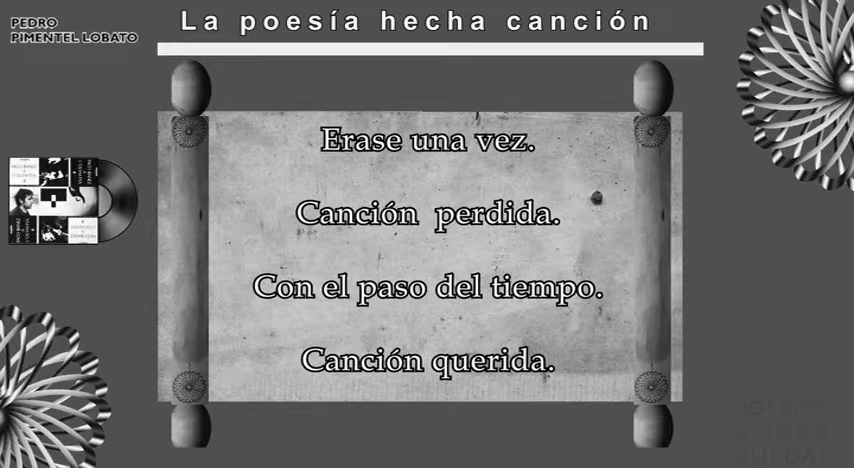 PEDRO
PIMENTEL LOBATO
La poesía hecha canción
Erase una vez.
Canción perdida.
Con el paso del tiempo.
Canción querida.